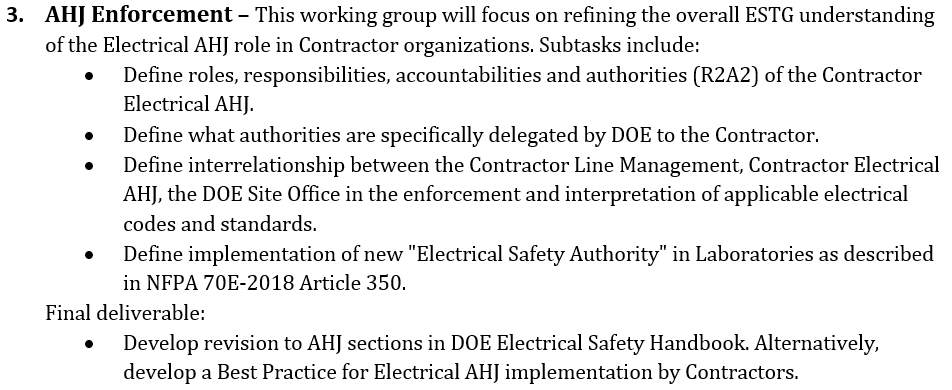 3. AHJ Enforcement – This working group will focus on refining the overall ESTG understanding
of the Electrical AHJ role in Contractor organizations. Subtasks include:
• Define roles, responsibilities, accountabilities and authorities (R2A2) of the Contractor
Electrical AHJ.
• Define what authorities are specifically delegated by DOE to the Contractor.
• Define interrelationship between the Contractor Line Management, Contractor Electrical
AHJ, the DOE Site Office in the enforcement and interpretation of applicable electrical
codes and standards.
• Define implementation of new "Electrical Safety Authority" in Laboratories as described
in NFPA 70E-2018 Article 350.
Final deliverable:
• Develop revision to AHJ sections in DOE Electrical Safety Handbook. Alternatively,
develop a Best Practice for Electrical AHJ implementation by Contractors.